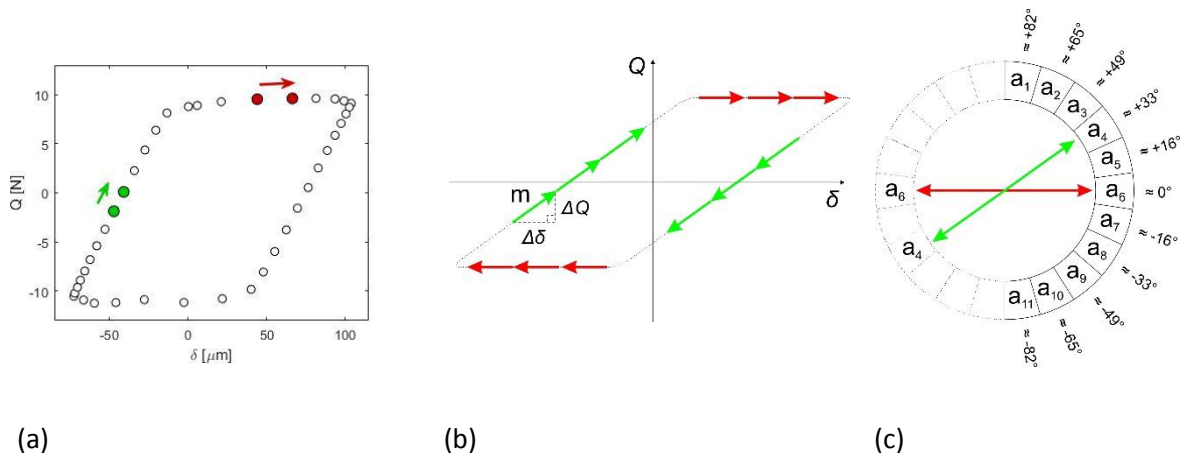 10
5
0
-5
-10
Q [N]
-50
0
50
100
δ [μm]
(a)
Q
δ
m
ΔQ
Δδ
(b)
a1
a2
a3
a4
a5
a6
a7
a8
a9
a10
a11
a6
a4
≈ +82°
≈ +65°
≈ +49°
≈ +33°
≈ +16°
≈ 0°
≈ -16°
≈ -33°
≈ -49°
≈ -65°
≈ -82°
(c)